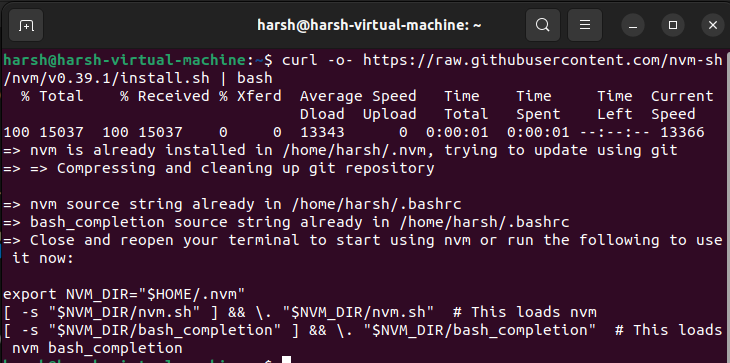 harsh@harsh-virtual-machine: ~
harsh@harsh-virtual-machine:~$ curl -o- https://raw.githubusercontent.com/nvm-sh
/nvm/v0.39.1/install.sh | bash
  % Total    % Received % Xferd  Average Speed   Time    Time     Time  Current
                                 Dload  Upload   Total   Spent    Left  Speed
100 15037  100 15037    0     0  13343      0  0:00:01  0:00:01 --:--:-- 13366
=> nvm is already installed in /home/harsh/.nvm, trying to update using git
=> => Compressing and cleaning up git repository
=> nvm source string already in /home/harsh/.bashrc
=> bash_completion source string already in /home/harsh/.bashrc
=> Close and reopen your terminal to start using nvm or run the following to use
 it now:
export NVM_DIR="$HOME/.nvm"
[ -s "$NVM_DIR/nvm.sh" ] && \. "$NVM_DIR/nvm.sh"  # This loads nvm
[ -s "$NVM_DIR/bash_completion" ] && \. "$NVM_DIR/bash_completion"  # This loads
 nvm bash_completion
harsh@harsh-virtual-machine:~$